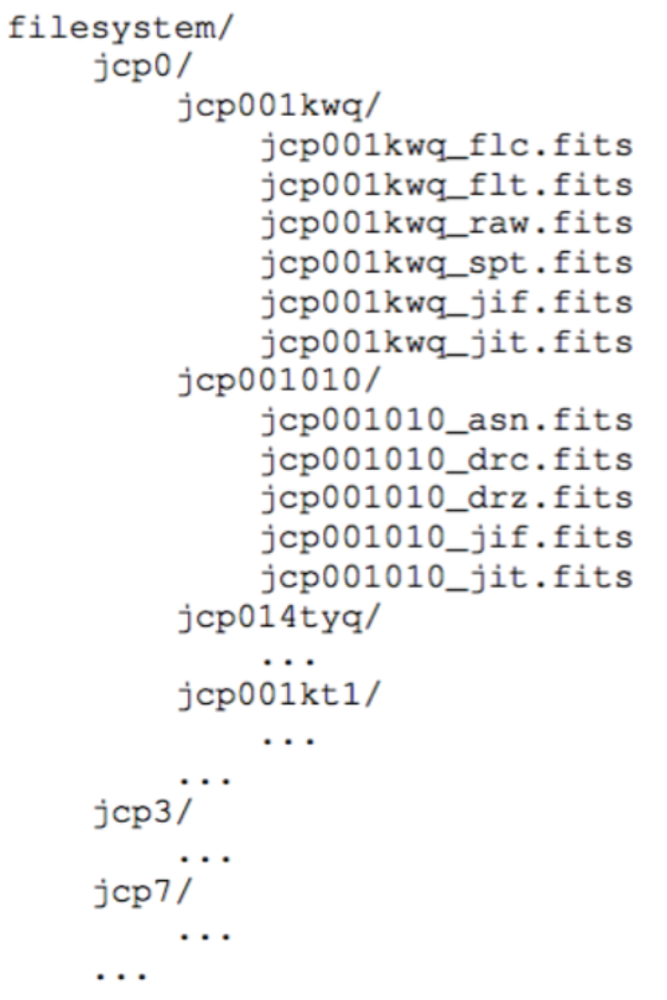 filesystem/
jcp0/
jcp001kwq/
jcp001kwq_flc.fits
jcp001kwq_flt.fits
jcp001kwq_raw.fits
jcp001kwq_spt.fits
jcp001kwq_jif.fits
jcp001kwq_jit.fits
jcp001010/
jcp001010_asn.fits
jcp001010_drc.fits
jcp001010_drz.fits
jcp001010_jif.fits
jcp001010_jit.fits
jcp014tyq/
...
jcp001kt1/
...
...
jcp3/
...
jcp7/
...
...